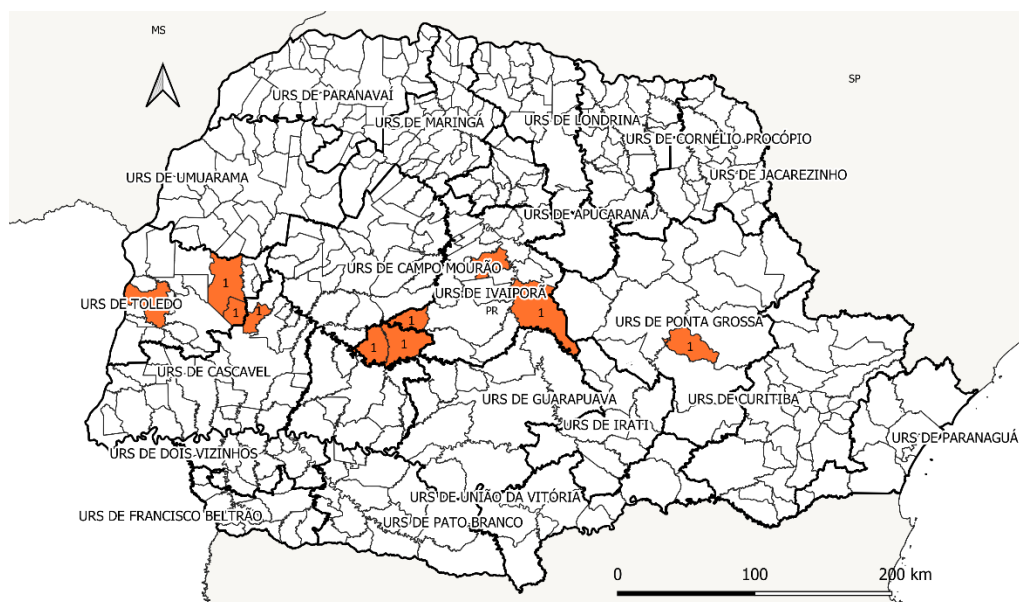 MS
SP
URS DE PARANAVAÍ
URS DE MARINGÁ
URS DE LONDRINA
URS DE CORNÉLIO PROCÓPIO
URS DE UMUARAMA
URS DE JACAREZINHO
URS DE APUCARANA
URS DE CAMPO MOURÃO
1
URS DE TOLEDO
URS DE IVAIPORÃ
PR
1
1
1
1
URS DE PONTA GROSSA
1
1
1
URS DE CASCAVEL
URS DE GUARAPUAVA
URS DE CURITIBA
URS DE IRATI
URS DE PARANAGUÁ
URS DE DOIS VIZINHOS
URS DE UNIÃO DA VITÓRIA
URS DE FRANCISCO BELTRÃO
URS DE PATO BRANCO
0 100 200 km